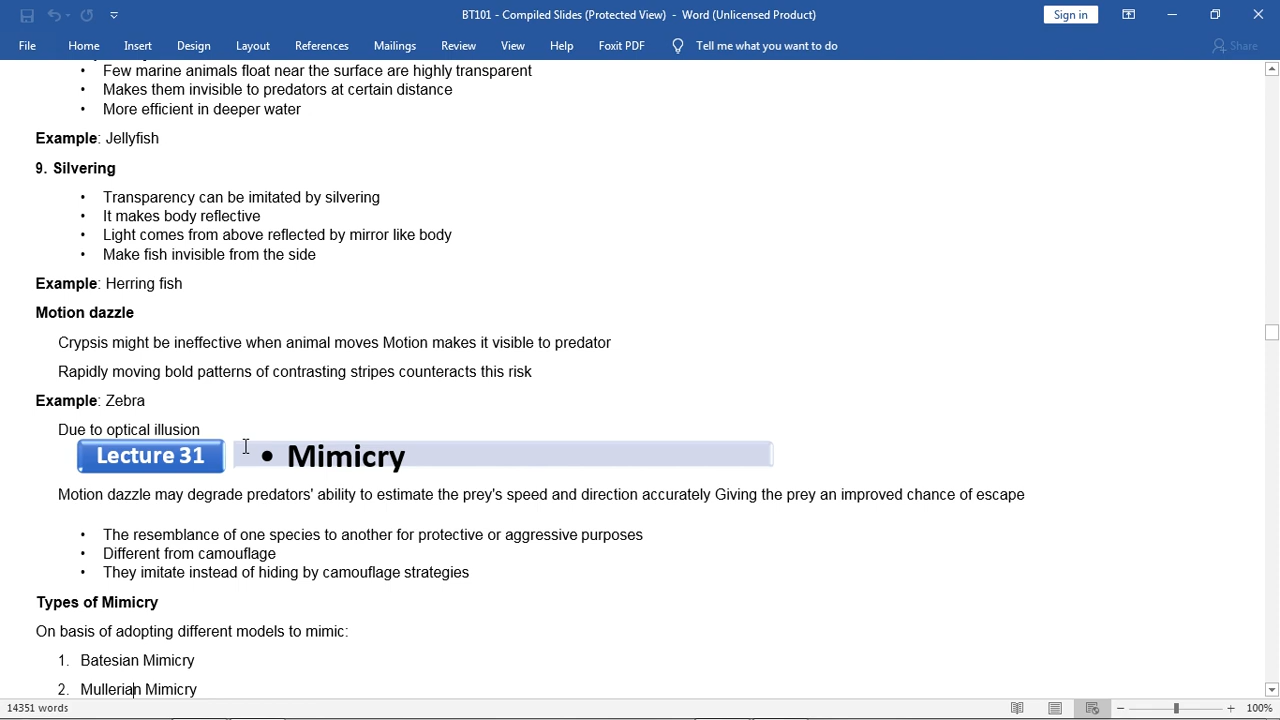 BT101 - Compiled Slides (Protected View) - Word (Unlicensed Product)
Sign in
File Home Insert Design Layout References Mailings Review View Help Foxit PDF Tell me what you want to do Share
• Few marine animals float near the surface are highly transparent
• Makes them invisible to predators at certain distance
• More efficient in deeper water
Example: Jellyfish
9. Silvering
• Transparency can be imitated by silvering
• It makes body reflective
• Light comes from above reflected by mirror like body
• Make fish invisible from the side
Example: Herring fish
Motion dazzle
Crypsis might be ineffective when animal moves Motion makes it visible to predator
Rapidly moving bold patterns of contrasting stripes counteracts this risk
Example: Zebra
Due to optical illusion
Lecture 31 • Mimicry
Motion dazzle may degrade predators' ability to estimate the prey's speed and direction accurately Giving the prey an improved chance of escape
• The resemblance of one species to another for protective or aggressive purposes
• Different from camouflage
• They imitate instead of hiding by camouflage strategies
Types of Mimicry
On basis of adopting different models to mimic:
1. Batesian Mimicry
2. Mullerian Mimicry
14351 words
100%